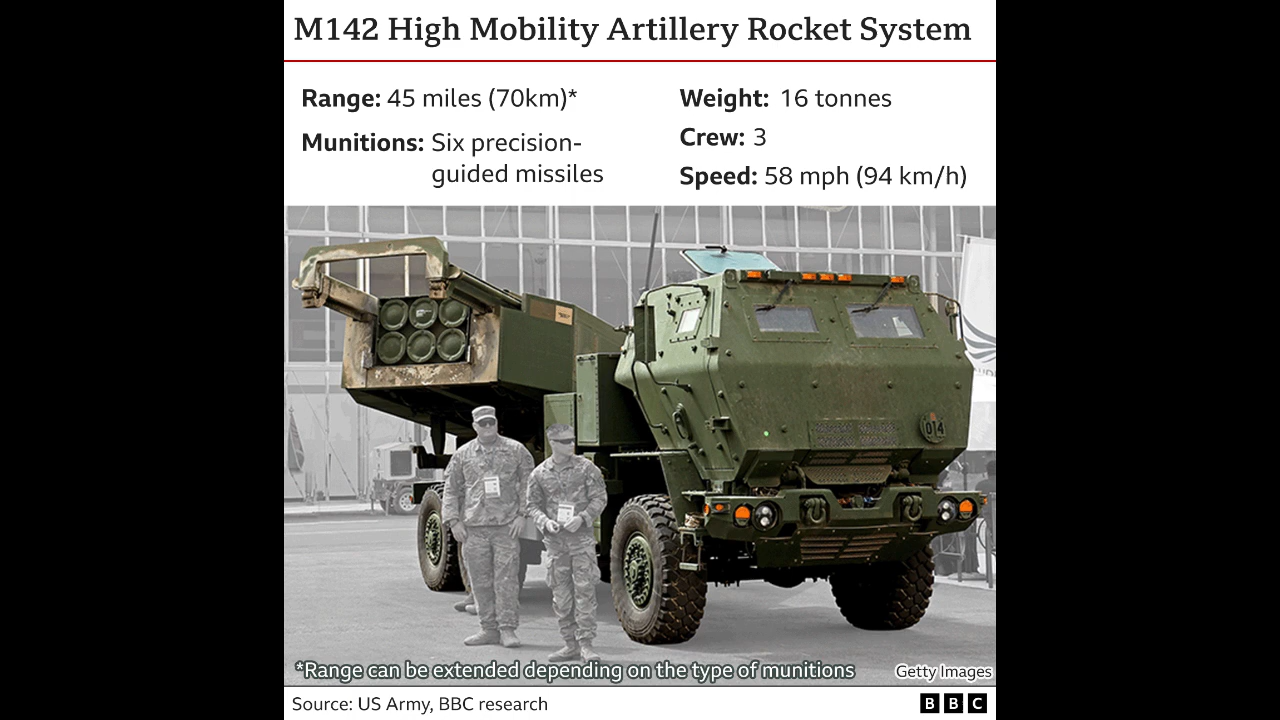 M142 High Mobility Artillery Rocket System
Range: 45 miles (70km)*
Munitions: Six precision-
guided missiles
Weight: 16 tonnes
Crew: 3
Speed: 58 mph (94 km/h)
014
*Range can be extended depending on the type of munitions
Getty Images
Source: US Army, BBC research
BBC